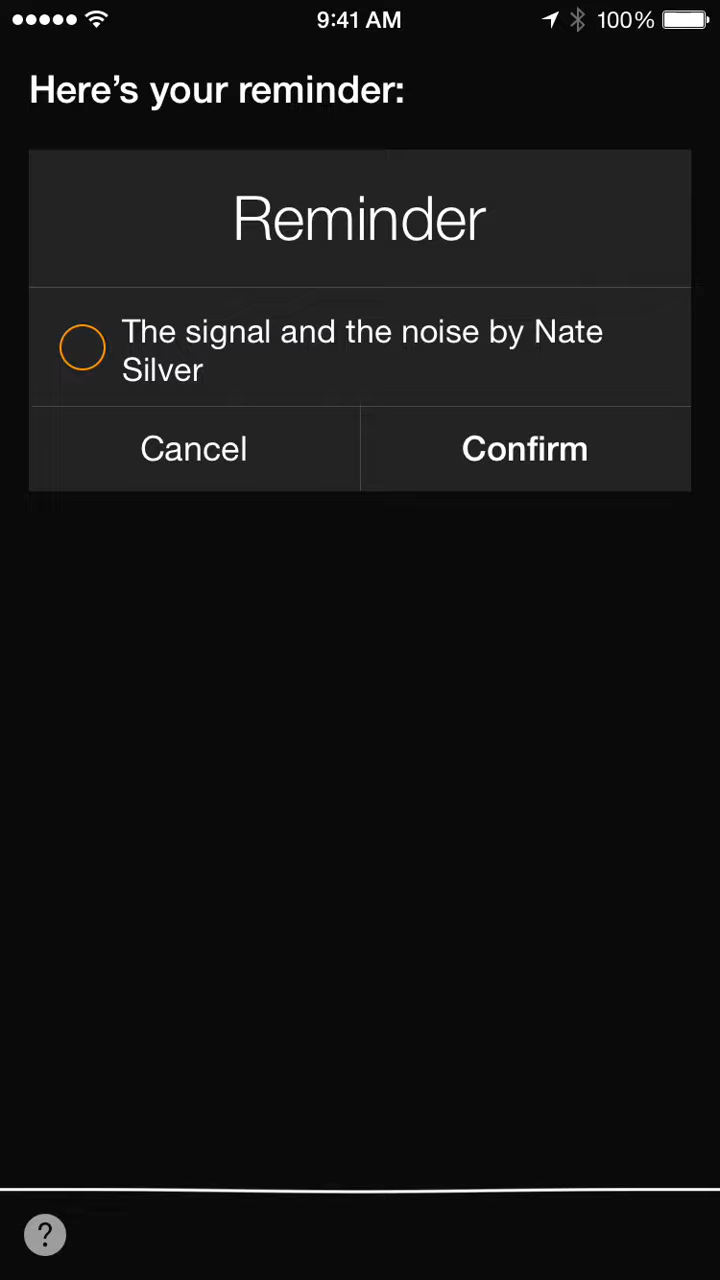 9:41 AM 100%
Here’s your reminder:
Reminder
The signal and the noise by Nate
Silver
Cancel Confirm
?